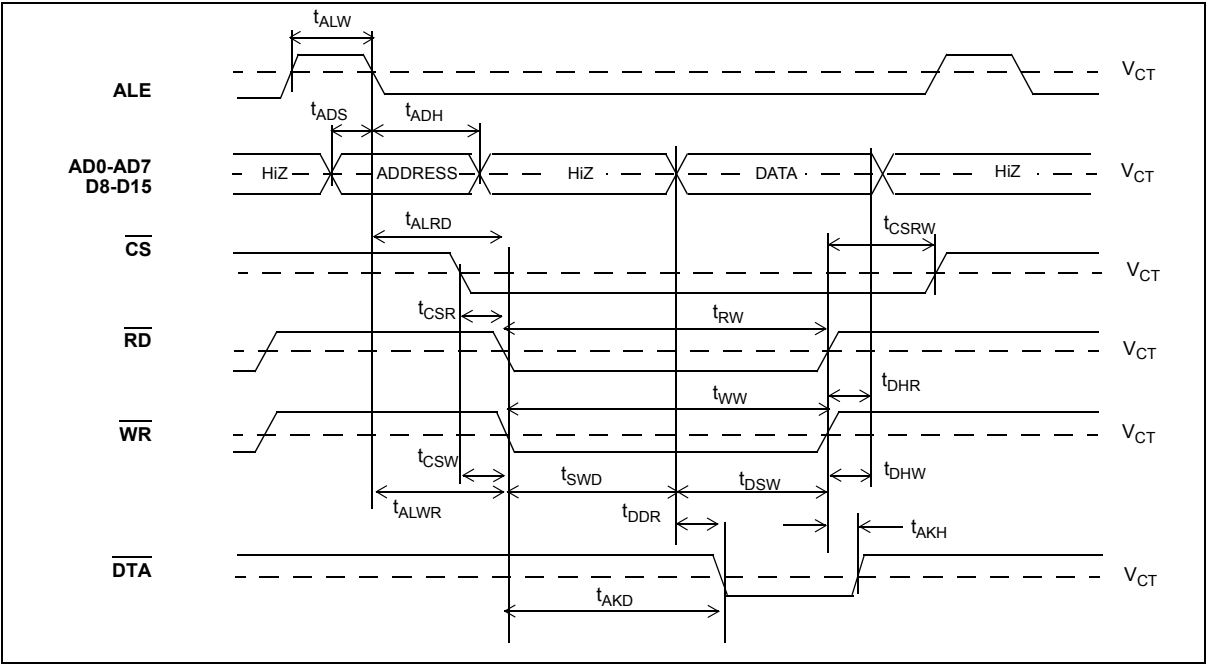 tALW
ALE
VCT
tADS
tADH
AD0-AD7
D8-D15
HiZ
ADDRESS
HiZ
DATA
HiZ
VCT
tALRD
tCSRW
CS
VCT
tCSR
tRW
RD
VCT
tDHR
tWW
WR
VCT
tCSW
tSWD
tDSW
tDHW
tALWR
tDDR
tAKH
DTA
VCT
tAKD